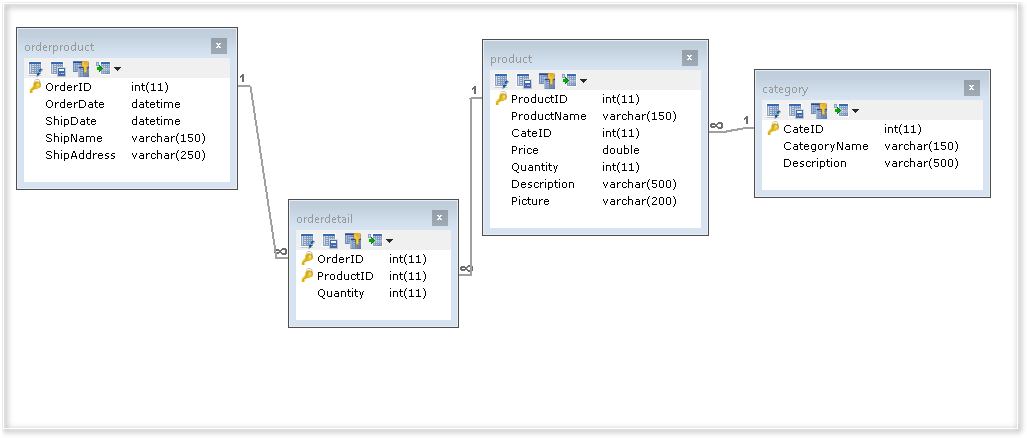 orderproduct
x
OrderID int(11)
OrderDate datetime
ShipDate datetime
ShipName varchar(150)
ShipAddress varchar(250)
1
∞
orderdetail
x
OrderID int(11)
ProductID int(11)
Quantity int(11)
∞
1
product
x
ProductID int(11)
ProductName varchar(150)
CateID int(11)
Price double
Quantity int(11)
Description varchar(500)
Picture varchar(200)
∞
1
category
x
CateID int(11)
CategoryName varchar(150)
Description varchar(500)